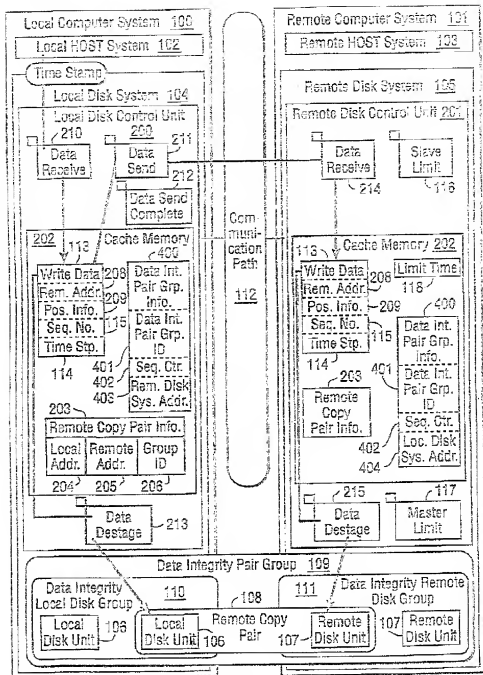 Local Computer System 100
Local HOST System 102
Time Stamp
Local Disk System 104
Local Disk Control Unit
210
200
211
Data Receive
Data Send
212
Data Send Complete
202
113
Cache Memory
400
Write Data
208
Rem. Addr.
209
Pos. Info.
115
Seq. No.
Time Stp.
114
Data Int. Pair Grp. Info.
Data Int. Pair Grp. ID
401
402
Seq. Ctr.
403
Rem. Disk Sys. Addr.
203
Remote Copy Pair Info.
Local Addr.
Remote Addr.
Group ID
204
205
206
Data Destage
213
Communication Path
112
Remote Computer System 101
Remote HOST System 103
Remote Disk System 105
Remote Disk Control Unit 201
Data Receive
214
Slave Limit
116
113
Cache Memory 202
Write Data
208
Limit Time
118
Rem. Addr.
Pos. Info.
209
400
Seq. No.
115
Time Stp.
114
Data Int. Pair Grp. Info.
401
Data Int. Pair Grp. ID
203
Remote Copy Pair Info.
402
Seq. Ctr.
404
Loc. Disk Sys. Addr.
215
117
Data Destage
Master Limit
Data Integrity Pair Group 109
Data Integrity Local Disk Group
110
108
111
Data Integrity Remote Disk Group
Local Disk Unit
106
Local Disk Unit
106
Remote Copy Pair
107
Remote Disk Unit
107
Remote Disk Unit